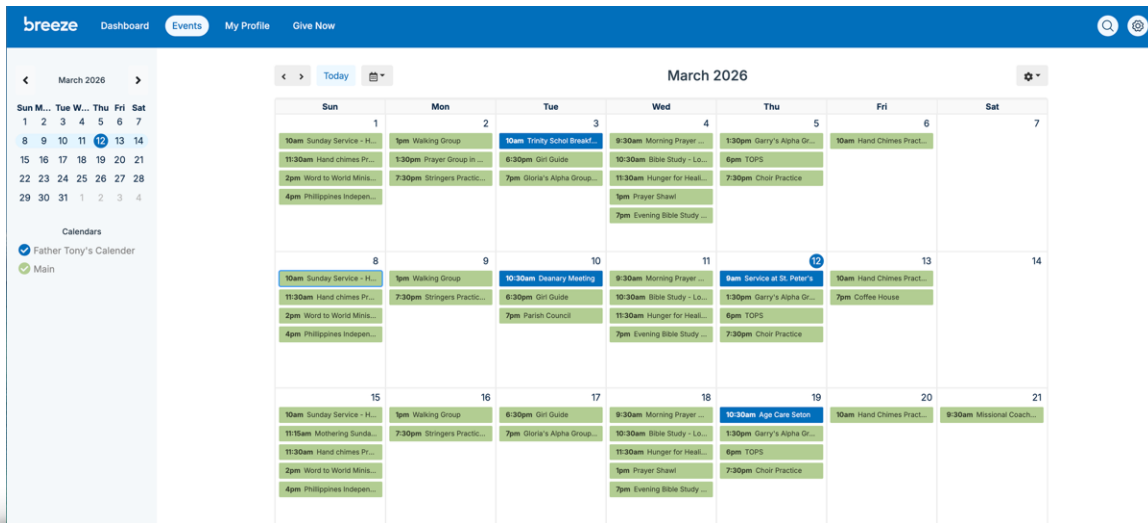 breeze Dashboard Events My Profile Give Now
March 2026
Sun M... Tue W... Thu Fri Sat
1 2 3 4 5 6 7
8 9 10 11 12 13 14
15 16 17 18 19 20 21
22 23 24 25 26 27 28
29 30 31 1 2 3 4
Calendars
Father Tony's Calender
Main
Today
March 2026
Sun Mon Tue Wed Thu Fri Sat
1 2 3 4 5 6 7
10am Sunday Service - H... 1pm Walking Group 10am Trinity Schol Breakf... 9:30am Morning Prayer ... 1:30pm Garry's Alpha Gr... 10am Hand Chimes Pract...
11:30am Hand chimes Pr... 1:30pm Prayer Group in ... 6:30pm Girl Guide 10:30am Bible Study - Lo... 6pm TOPS
2pm Word to World Minis... 7:30pm Stringers Practic... 7pm Gloria's Alpha Group... 11:30am Hunger for Heali... 7:30pm Choir Practice
4pm Phillippines Indepen... 1pm Prayer Shawl
7pm Evening Bible Study ...
8 9 10 11 12 13 14
10am Sunday Service - H... 1pm Walking Group 10:30am Deanary Meeting 9:30am Morning Prayer ... 9am Service at St. Peter's 10am Hand Chimes Pract...
11:30am Hand chimes Pr... 7:30pm Stringers Practic... 6:30pm Girl Guide 10:30am Bible Study - Lo... 1:30pm Garry's Alpha Gr... 7pm Coffee House
2pm Word to World Minis... 7pm Parish Council 11:30am Hunger for Heali... 6pm TOPS
4pm Phillippines Indepen... 7pm Evening Bible Study ... 7:30pm Choir Practice
15 16 17 18 19 20 21
10am Sunday Service - H... 1pm Walking Group 6:30pm Girl Guide 9:30am Morning Prayer ... 10:30am Age Care Seton 10am Hand Chimes Pract... 9:30am Missional Coach...
11:15am Mothering Sunda... 7:30pm Stringers Practic... 7pm Gloria's Alpha Group... 10:30am Bible Study - Lo... 1:30pm Garry's Alpha Gr...
11:30am Hand chimes Pr... 11:30am Hunger for Heali... 6pm TOPS
2pm Word to World Minis... 1pm Prayer Shawl 7:30pm Choir Practice
4pm Phillippines Indepen... 7pm Evening Bible Study ...